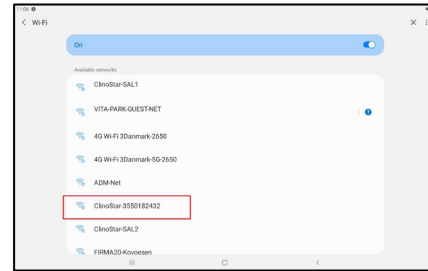 11:06
Wi-Fi
On
Available networks
ClinoStar-SAL1
VITA-PARK-GUEST-NET
4G Wi-Fi 3Danmark-2650
4G Wi-Fi 3Danmark-5G-2650
ADM-Net
ClinoStar-3550182432
ClinoStar-SAL2
FIRMA20-Kovoesen